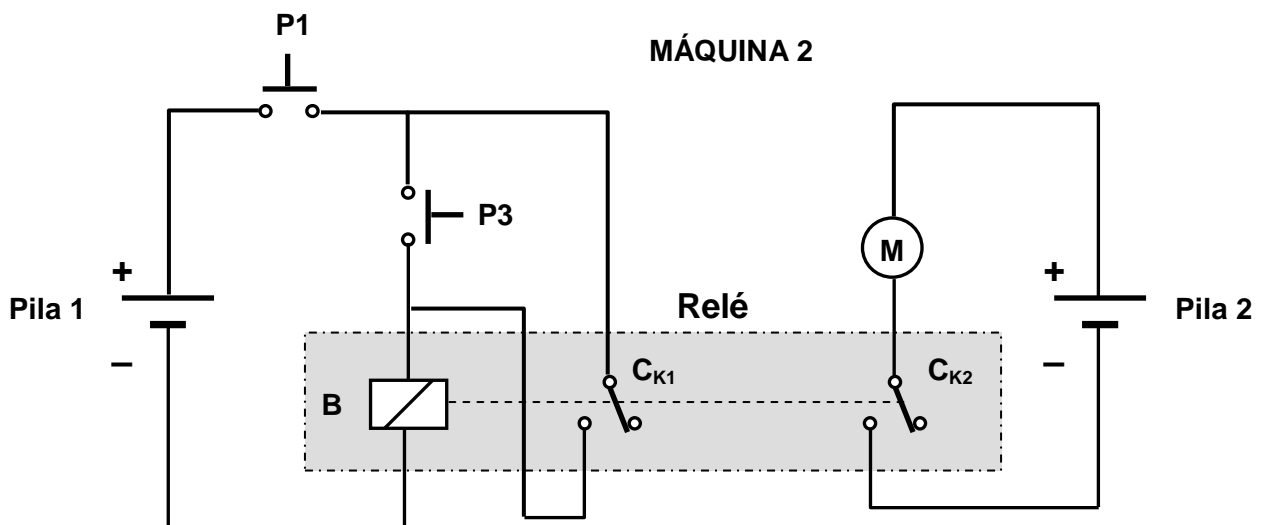 P1
MÁQUINA 2
P3
M
+
+
Pila 1
Relé
Pila 2
–
–
CK1
CK2
B